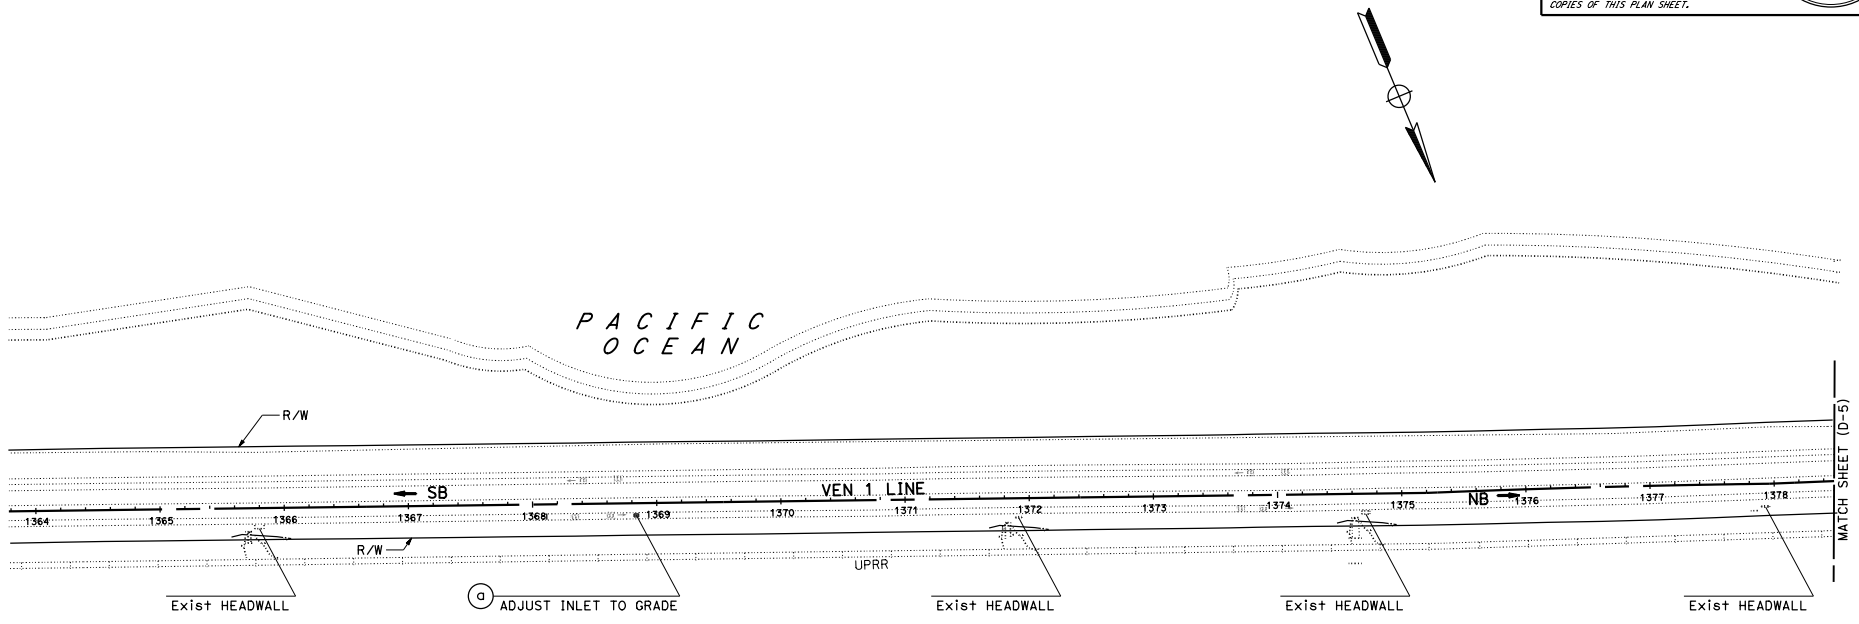 COPIES OF THIS PLAN SHEET.
PACIFIC
OCEAN
R/W
MATCH SHEET (D-5)
SB
VEN 1 LINE
NB
1364
1365
1366
1367
1368
1369
1370
1371
1372
1373
1374
1375
1376
1377
1378
R/W
UPRR
Exist HEADWALL
a ADJUST INLET TO GRADE
Exist HEADWALL
Exist HEADWALL
Exist HEADWALL